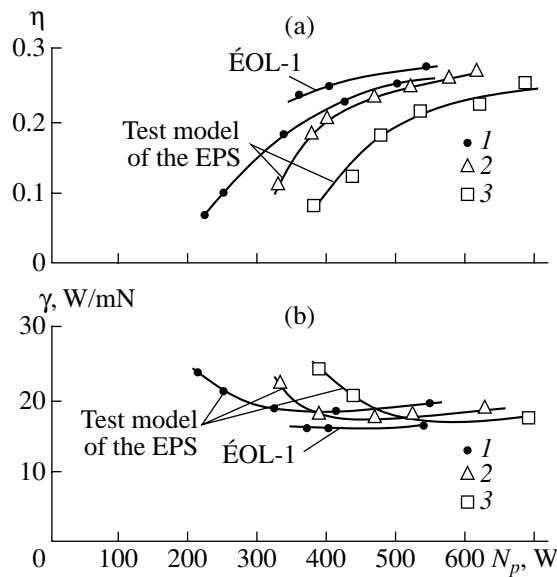 η
(a)
0.3
ÉOL-1
0.2
Test model
of the EPS
1
2
3
0.1
0
γ, W/mN
(b)
30
20
Test model
of the EPS
ÉOL-1
1
2
3
10
0 100 200 300 400 500 600 Np, W